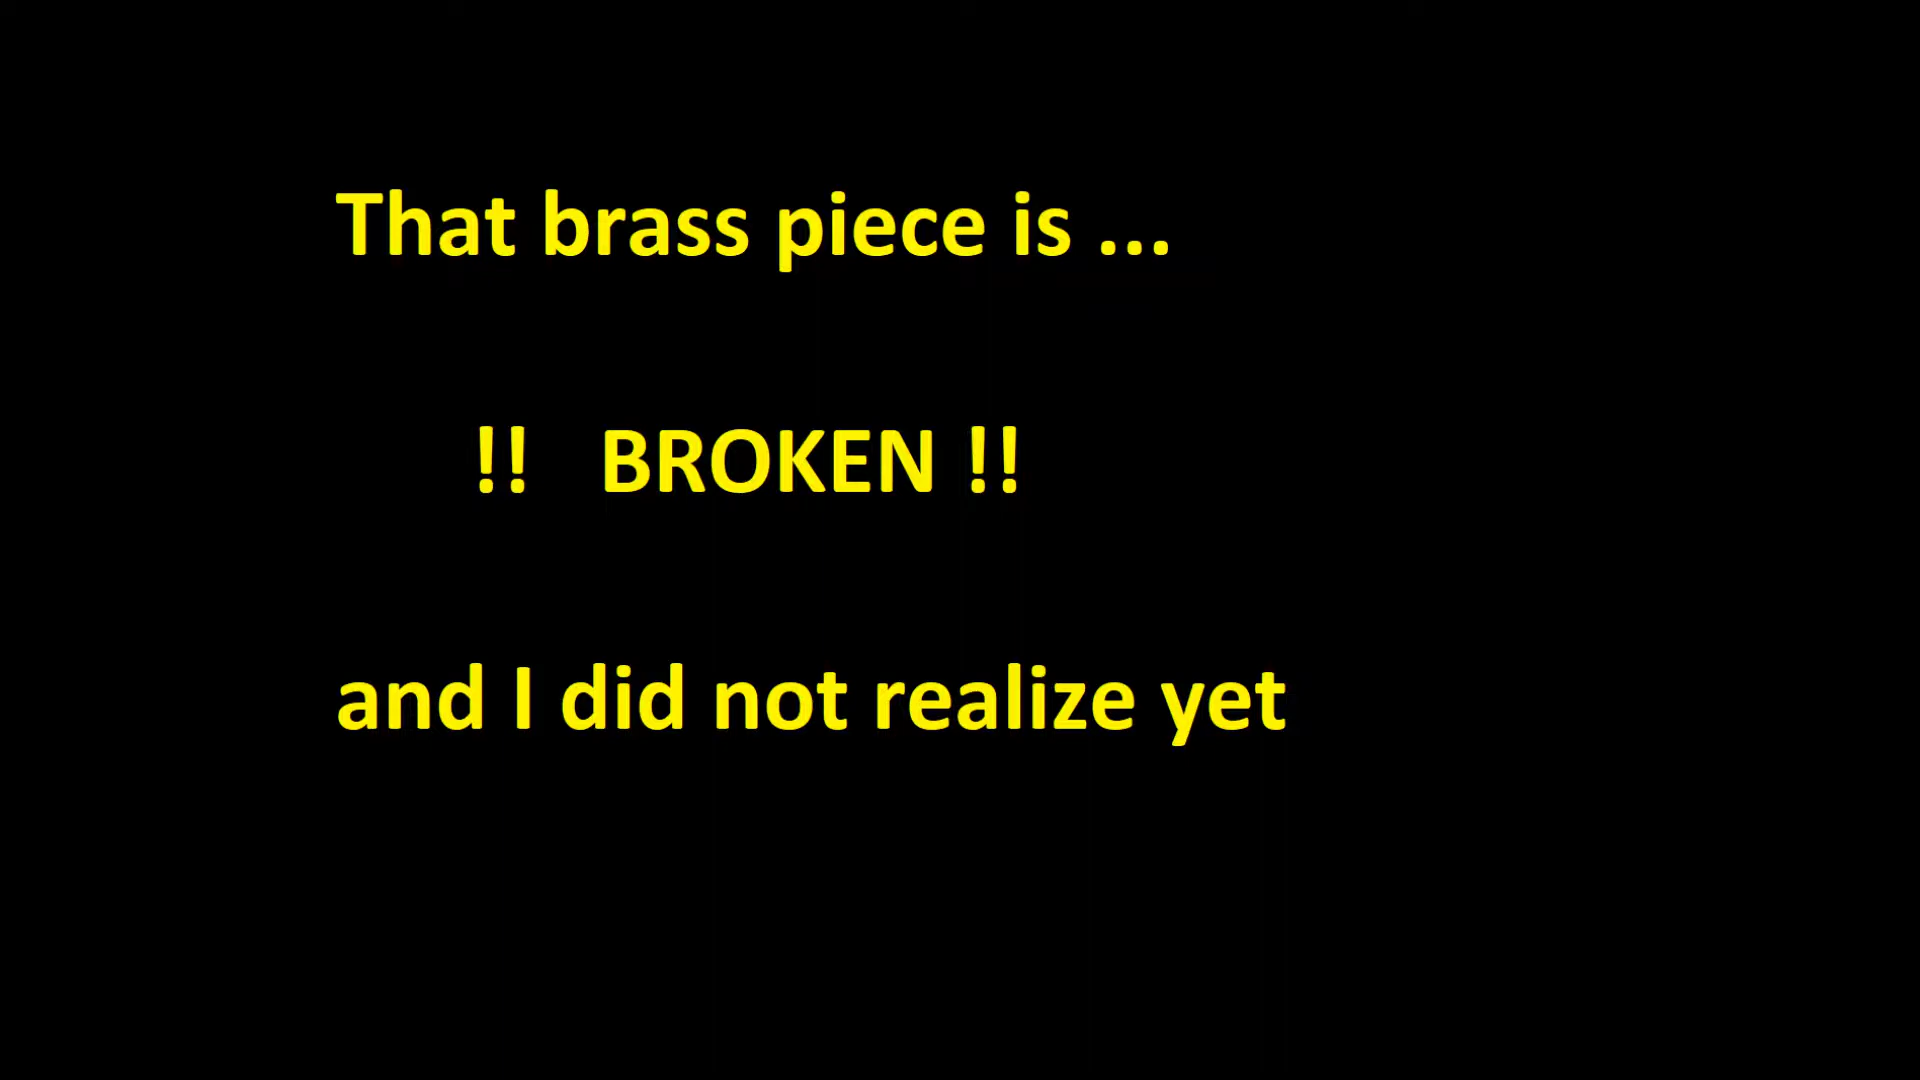 That brass piece is ...
!! BROKEN !!
and I did not realize yet